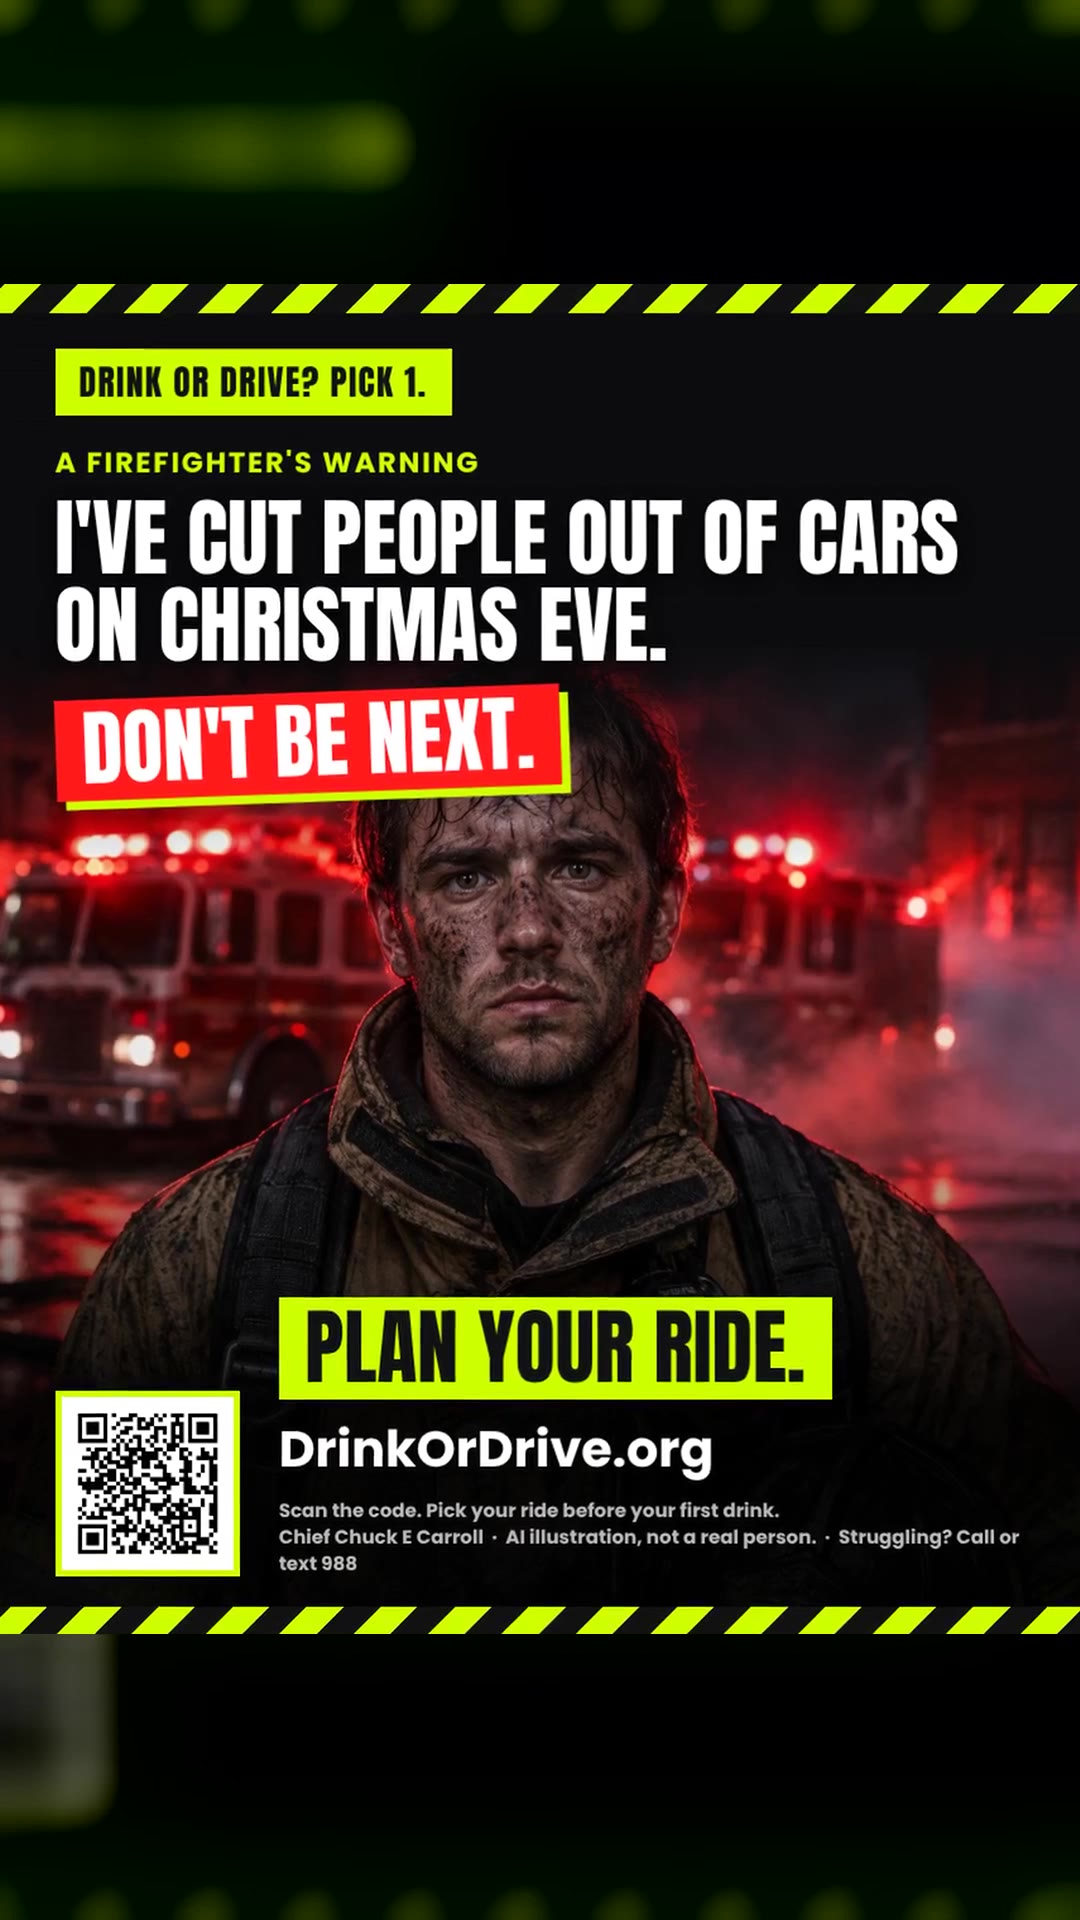 DRINK OR DRIVE? PICK 1.
A FIREFIGHTER'S WARNING
I'VE CUT PEOPLE OUT OF CARS
ON CHRISTMAS EVE.
DON'T BE NEXT.
PLAN YOUR RIDE.
DrinkOrDrive.org
Scan the code. Pick your ride before your first drink.
Chief Chuck E Carroll · AI illustration, not a real person. · Struggling? Call or
text 988